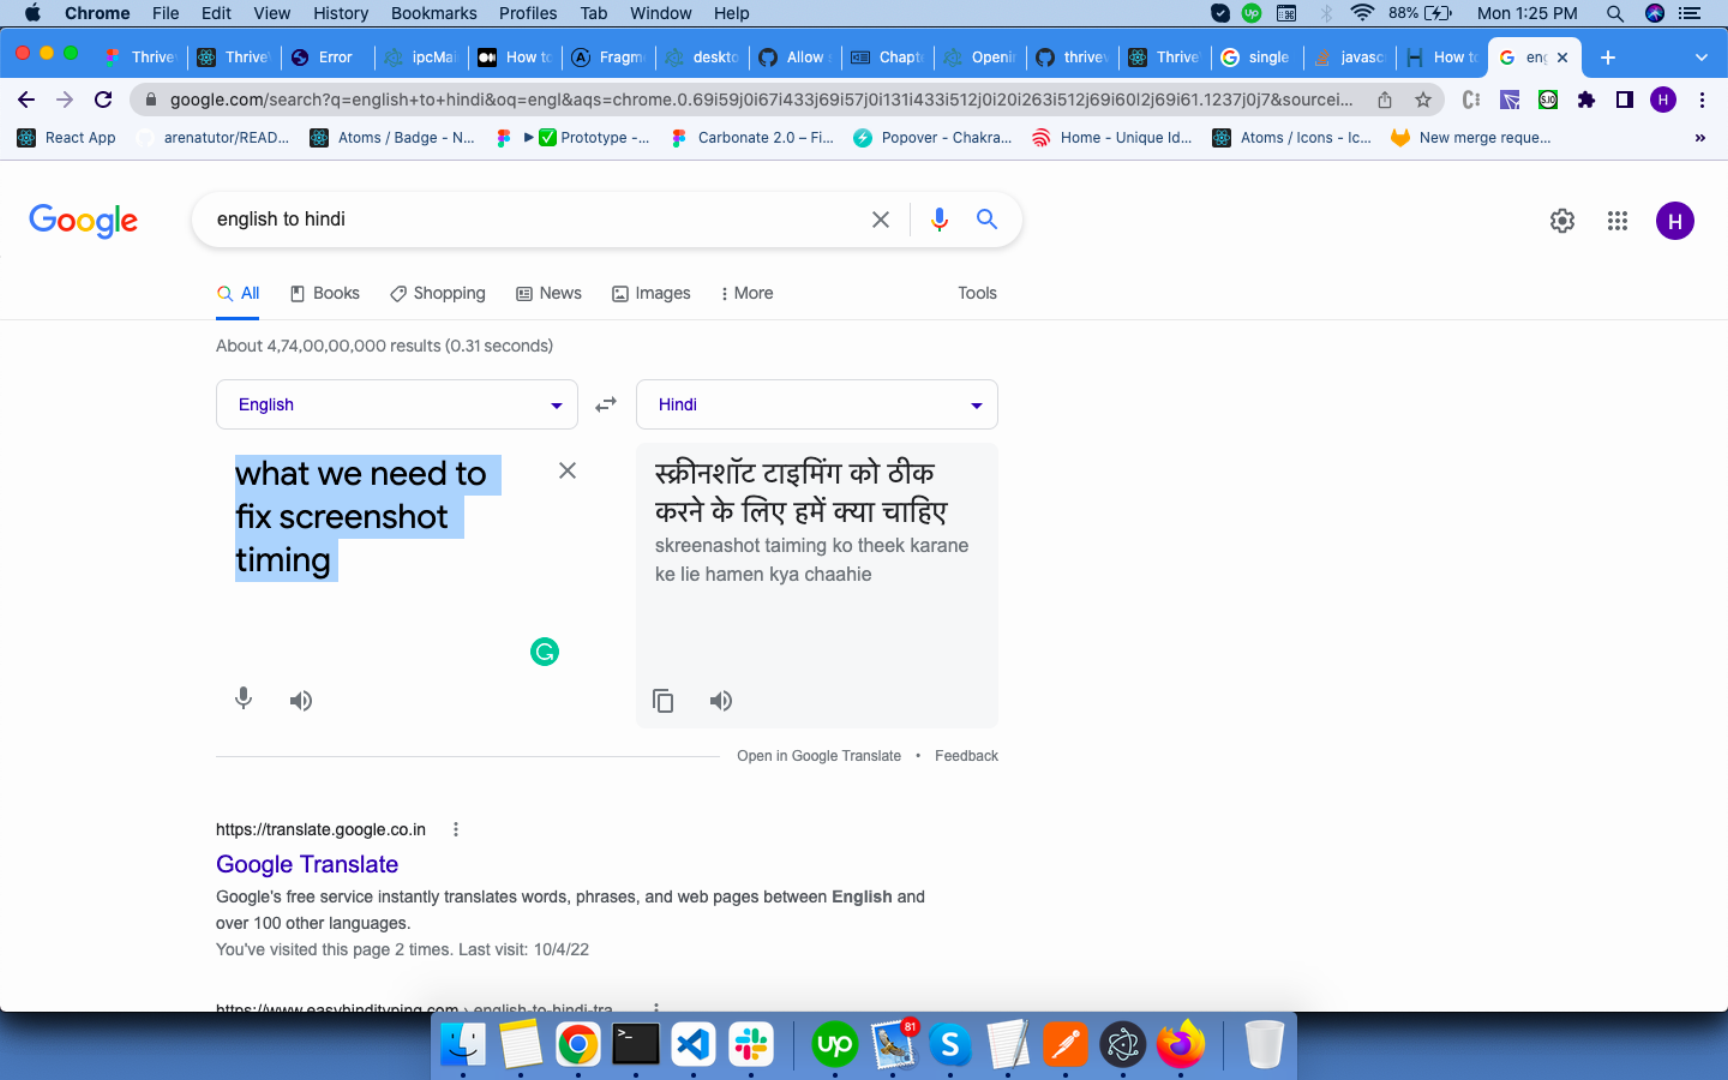 Chrome File Edit View History Bookmarks Profiles Tab Window Help 88% Mon 1:25 PM
Thrive Thrive Error ipcMai How to Fragm deskto Allow Chapt Openin thrivev Thrive single javasc How to eng
google.com/search?q=english+to+hindi&oq=engl&aqs=chrome.0.69i59j0i67i433j69i57j0i131i433i512j0i20i263i512j69i60l2j69i61.1237j0j7&sourcei... H
React App arenatutor/READ... Atoms / Badge - N... Prototype -... Carbonate 2.0 – Fi... Popover - Chakra... Home - Unique Id... Atoms / Icons - Ic... New merge reque... »
Google english to hindi H
All Books Shopping News Images More Tools
About 4,74,00,00,000 results (0.31 seconds)
English Hindi
what we need to
fix screenshot
timing
स्क्रीनशॉट टाइमिंग को ठीक
करने के लिए हमें क्या चाहिए
skreenashot taiming ko theek karane
ke lie hamen kya chaahie
Open in Google Translate • Feedback
https://translate.google.co.in
Google Translate
Google's free service instantly translates words, phrases, and web pages between English and
over 100 other languages.
You've visited this page 2 times. Last visit: 10/4/22
https://www.easyhindityping.com › english-to-hindi-tra...
up 81 S